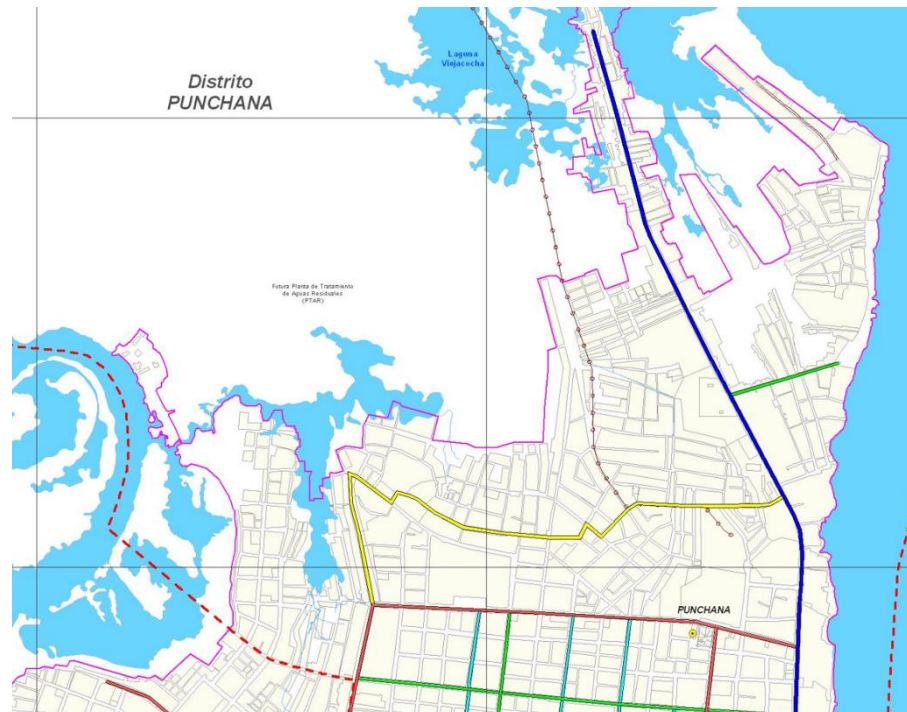 Laguna
Viejacocha
Distrito
PUNCHANA
Futura Planta de Tratamiento
de Aguas Residuales
(PTAR)
PUNCHANA